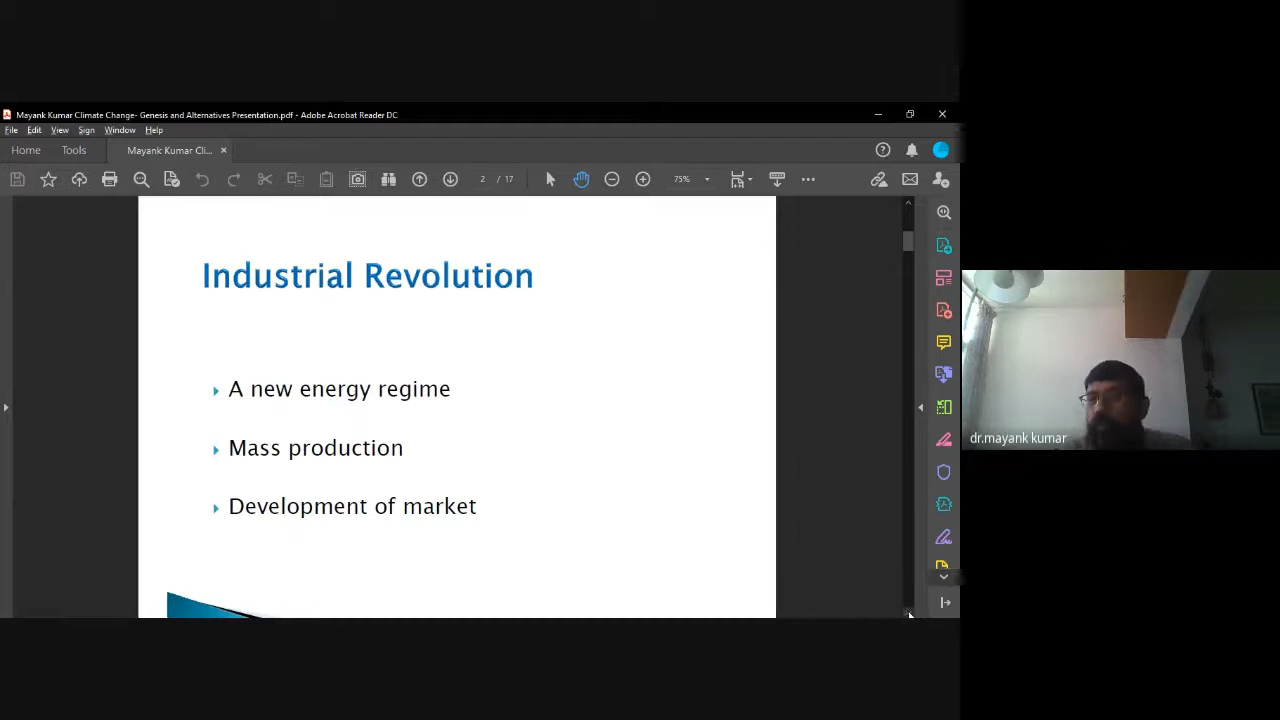 Mayank Kumar Climate Change- Genesis and Alternatives Presentation.pdf - Adobe Acrobat Reader DC
File Edit View Sign Window Help
Home Tools Mayank Kumar Cli... ×
2 / 17 75%
Industrial Revolution
A new energy regime
Mass production
Development of market
dr.mayank kumar